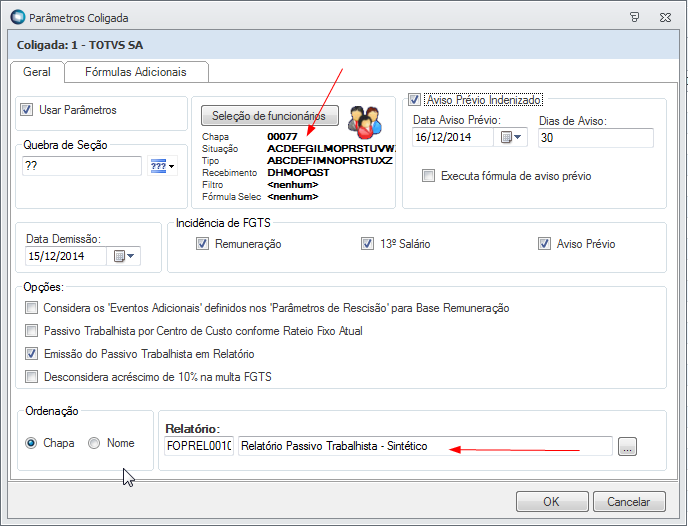 Parâmetros Coligada:
Coligada: 1 - TOTVS SA
Geral
Fórmulas Adicionais
Usar Parâmetros
Quebra de Seção
??
???
Seleção de funcionários
Chapa 00077
Situação ACDEFGILMOPRSTUVW
Tipo ABCDEFIMNOPRSTUXZ
Recebimento DHMOPQST
Filtro <nenhum>
Fórmula Selec <nenhum>
Aviso Prévio Indenizado
Data Aviso Prévio: Dias de Aviso:
16/12/2014 30
Executa fórmula de aviso prévio
Data Demissão:
15/12/2014
Incidência de FGTS
Remuneração 13º Salário Aviso Prévio
Opções:
Considera os 'Eventos Adicionais' definidos nos 'Parâmetros de Rescisão' para Base Remuneração
Passivo Trabalhista por Centro de Custo conforme Rateio Fixo Atual
Emissão do Passivo Trabalhista em Relatório
Desconsidera acréscimo de 10% na multa FGTS
Ordenação
Chapa Nome
Relatório:
FOPREL0010 Relatório Passivo Trabalhista - Sintético
...
OK Cancelar